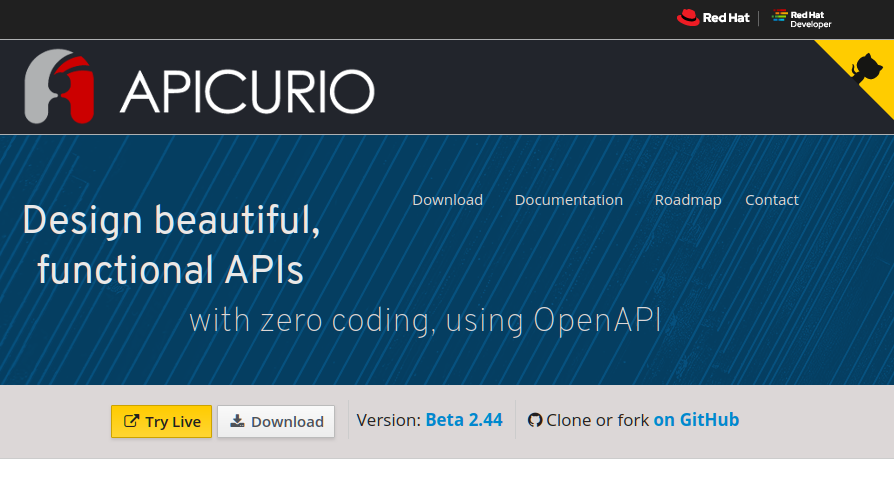 Red Hat
Red Hat
Developer
APICURIO
Download Documentation Roadmap Contact
Design beautiful,
functional APIs
with zero coding, using OpenAPI
Try Live Download Version: Beta 2.44 Clone or fork on GitHub